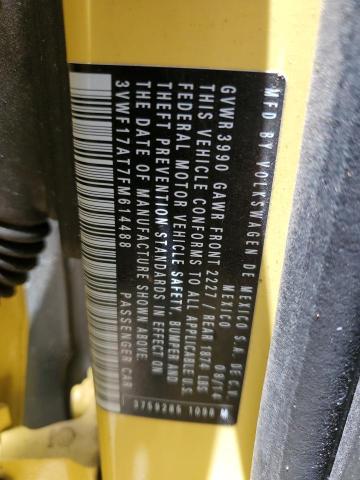 MFD BY VOLKSWAGEN DE MEXICO S.A. DE C.V.
MEXICO 08/14
GVWR 3990 GAWR FRONT 2227 / REAR 1874 LBS
THIS VEHICLE CONFORMS TO ALL APPLICABLE U.S.
FEDERAL MOTOR VEHICLE SAFETY, BUMPER AND
THEFT PREVENTION STANDARDS IN EFFECT ON
THE DATE OF MANUFACTURE SHOWN ABOVE.
3VWF17AT7FM614488 PASSENGER CAR